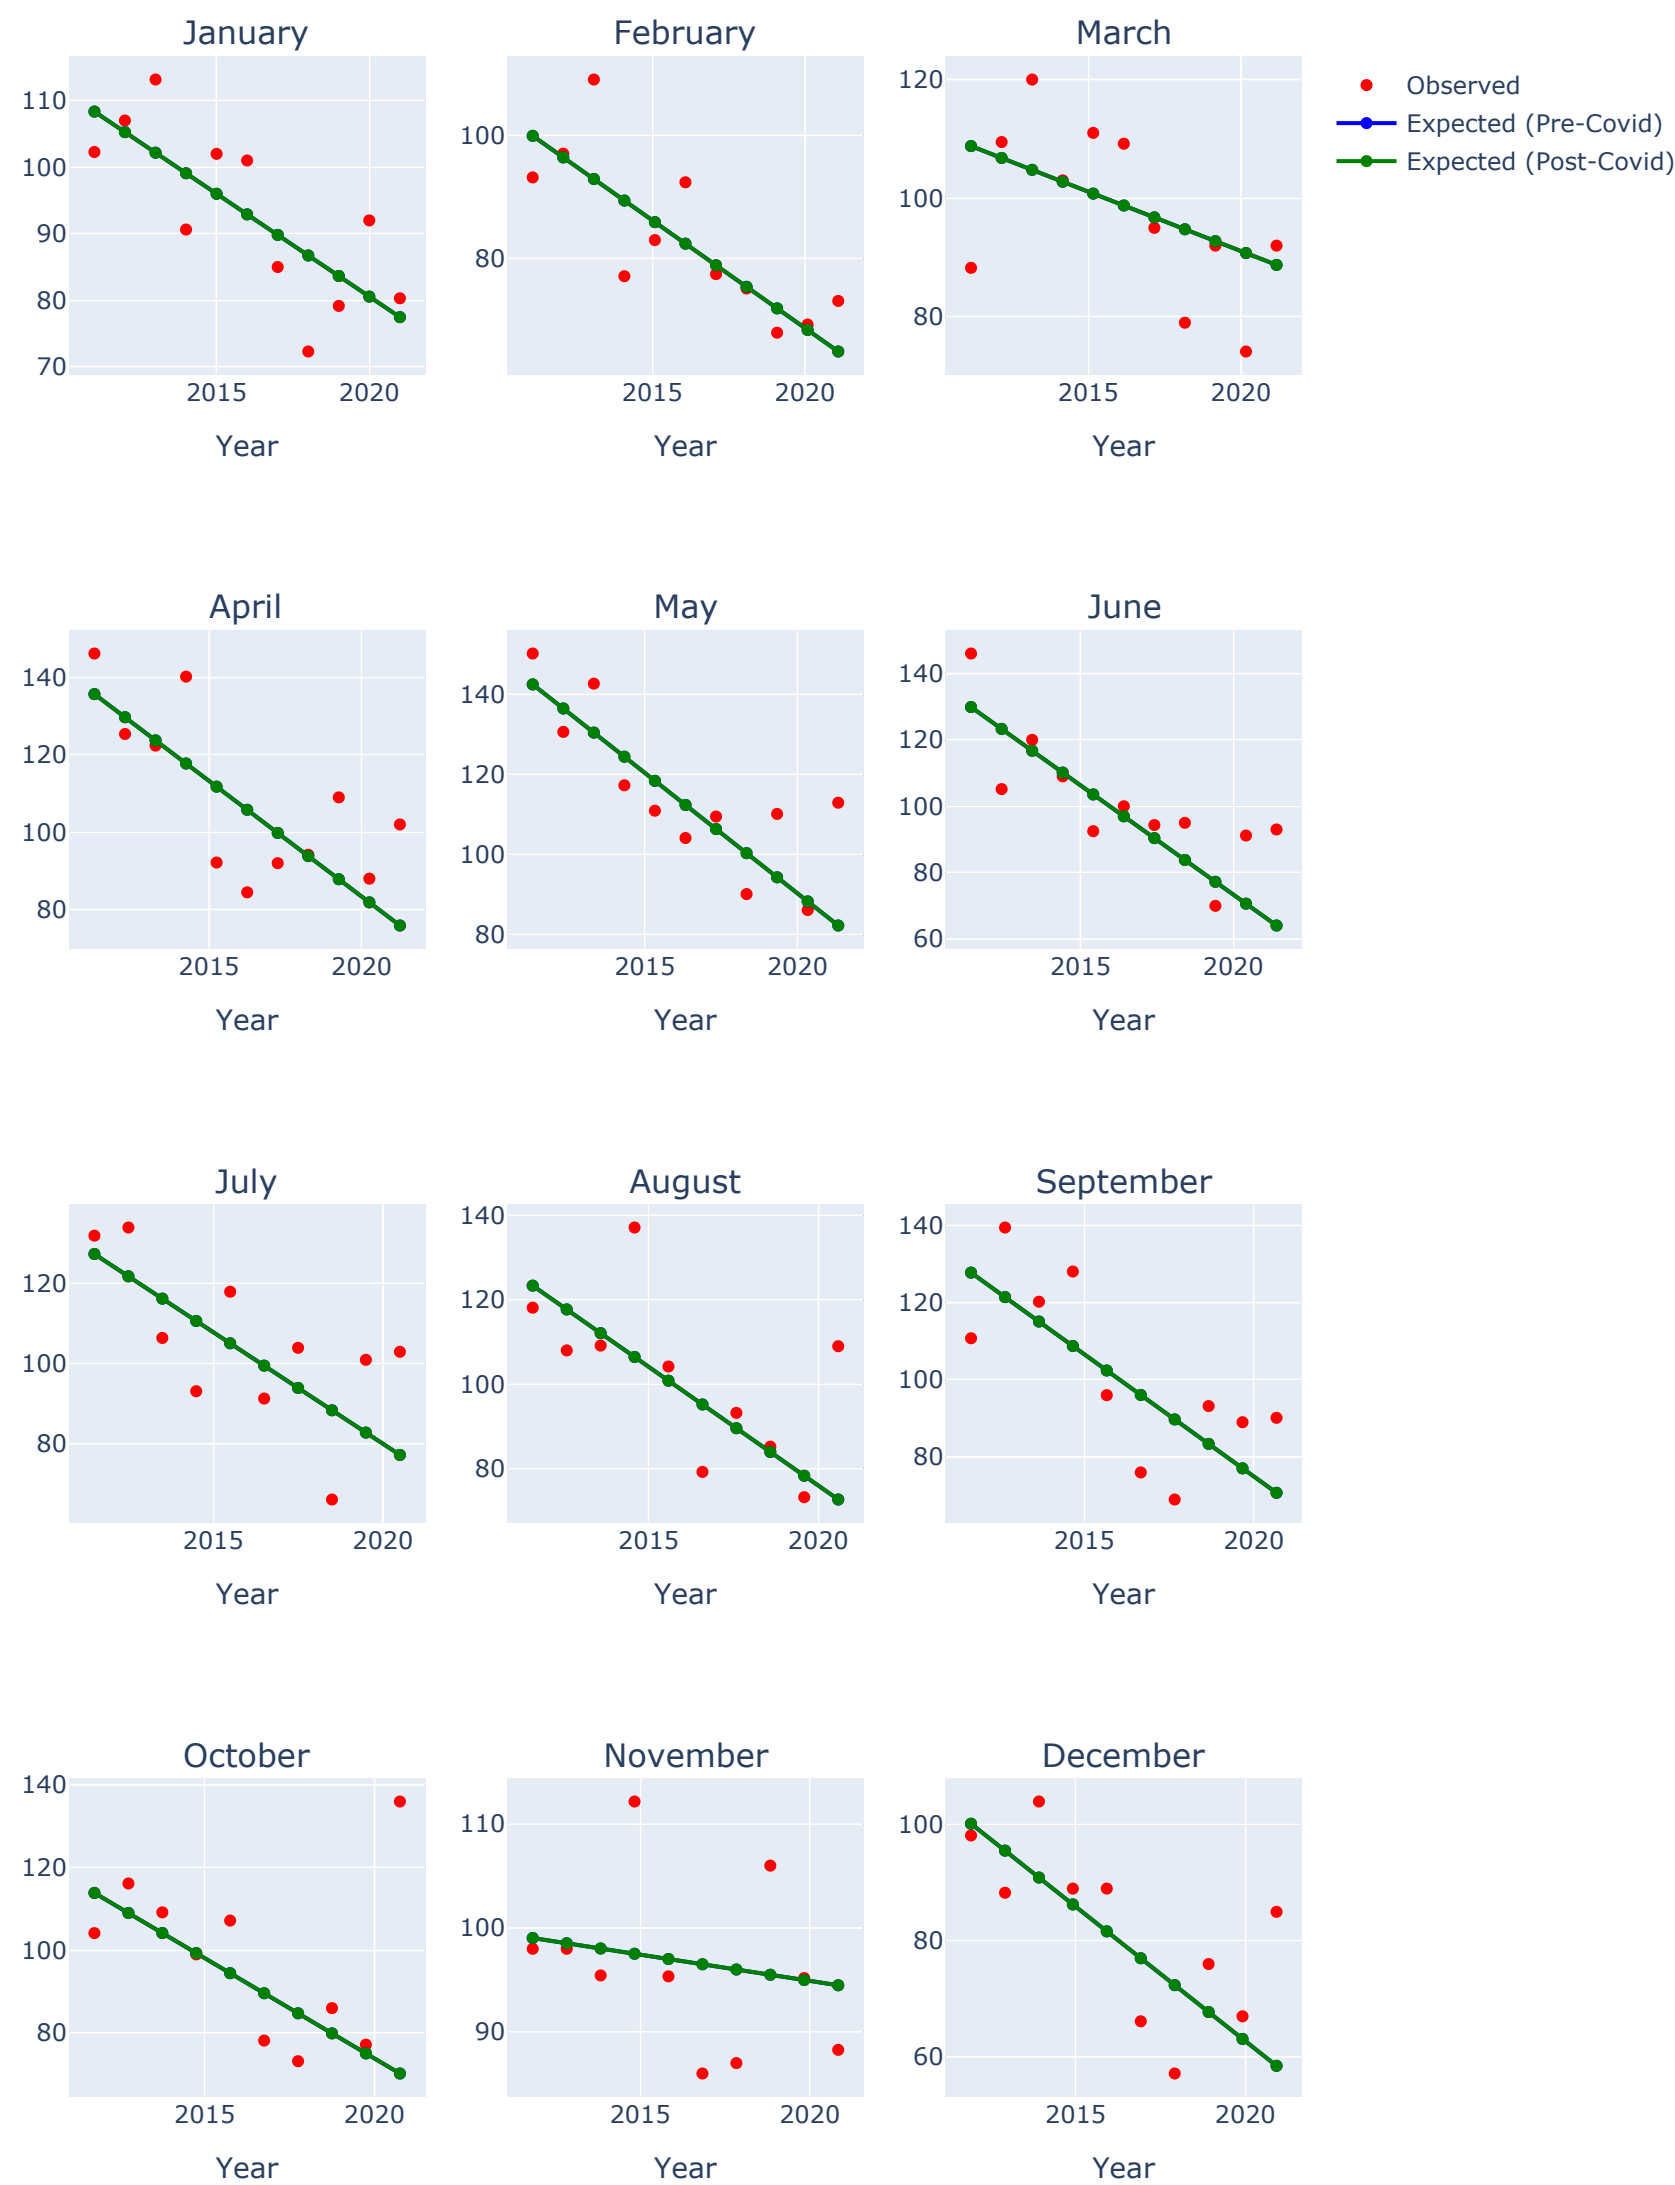 January
February
March
110
100
90
80
70
2015
2020
Year
100
80
2015
2020
Year
120
100
80
2015
2020
Year
Observed
Expected (Pre-Covid)
Expected (Post-Covid)
April
May
June
140
120
100
80
2015
2020
Year
140
120
100
80
2015
2020
Year
140
120
100
80
60
2015
2020
Year
July
August
September
120
100
80
2015
2020
Year
140
120
100
80
2015
2020
Year
140
120
100
80
2015
2020
Year
October
November
December
140
120
100
80
2015
2020
Year
110
100
90
2015
2020
Year
100
80
60
2015
2020
Year